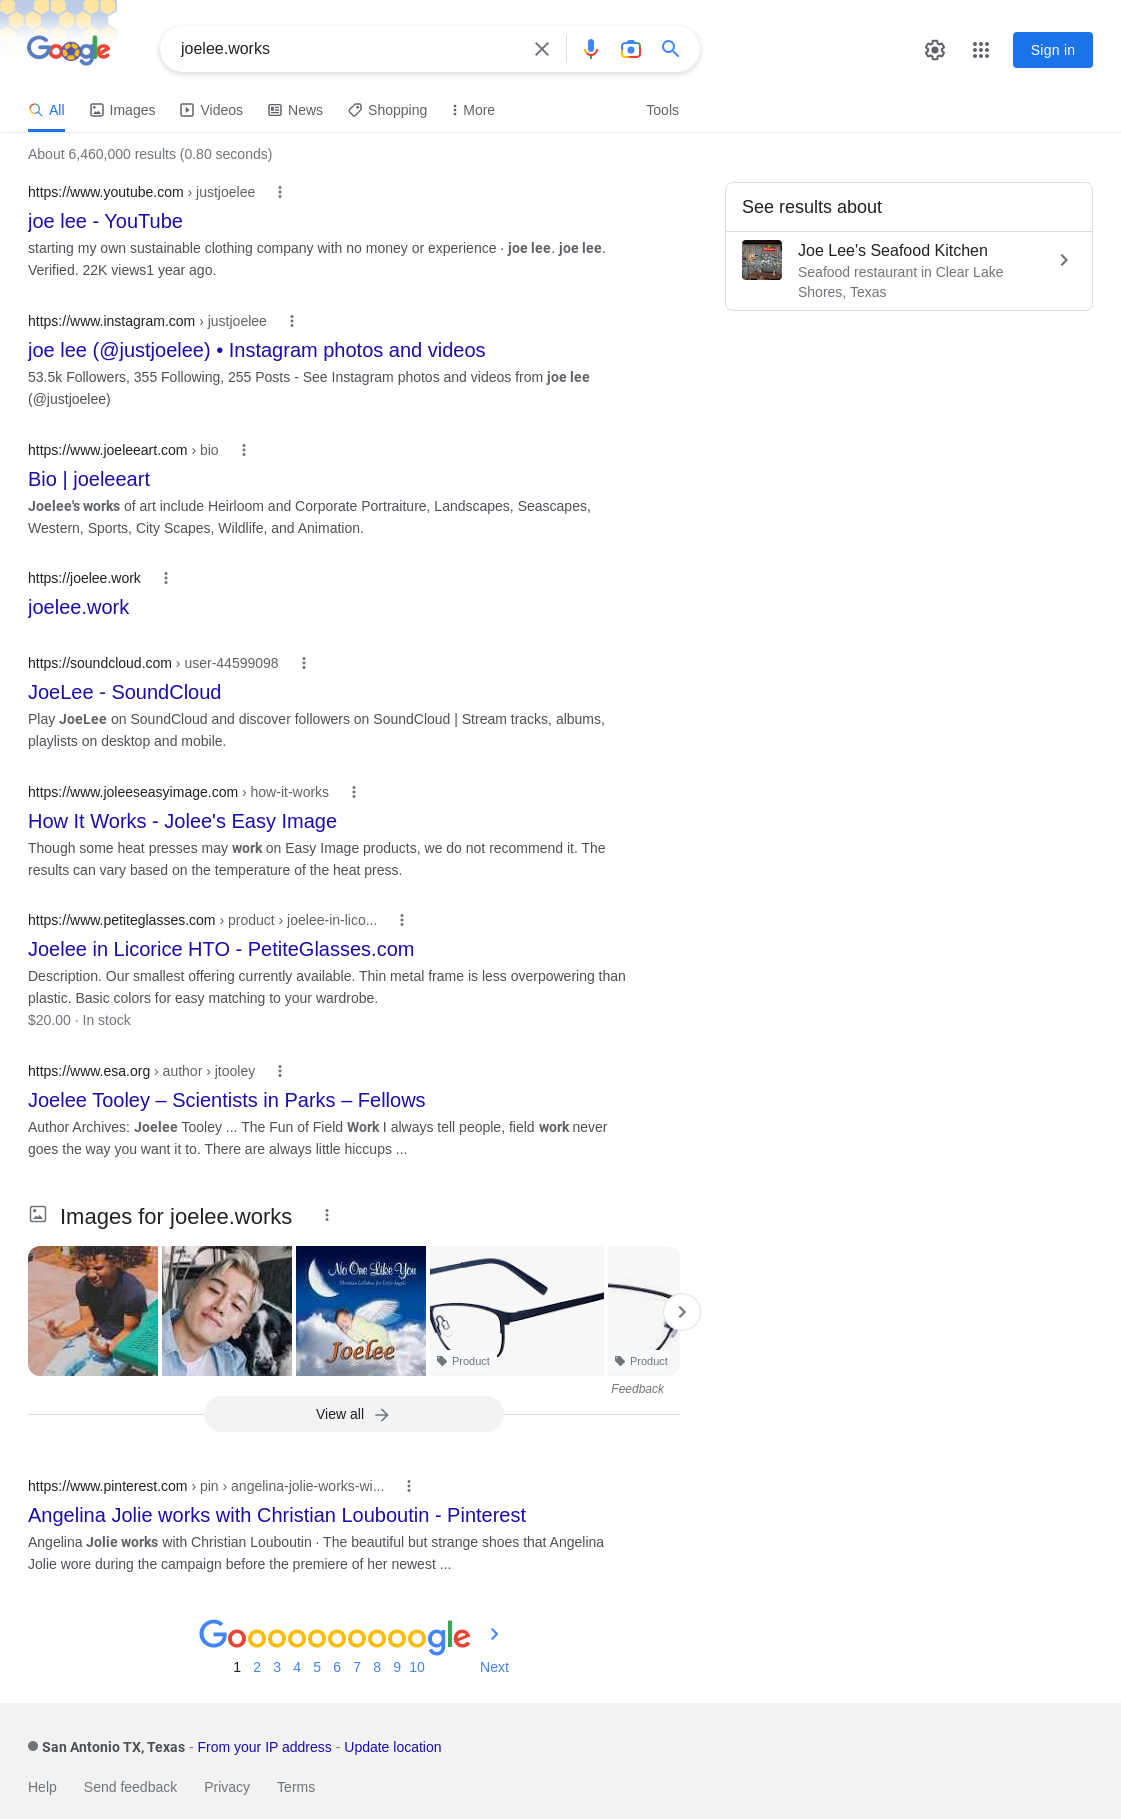 Google
joelee.works
Sign in
All
Images
Videos
News
Shopping
More
Tools
About 6,460,000 results (0.80 seconds)
https://www.youtube.com › justjoelee
joe lee - YouTube
starting my own sustainable clothing company with no money or experience · joe lee. joe lee.
Verified. 22K views1 year ago.
See results about
Joe Lee's Seafood Kitchen
Seafood restaurant in Clear Lake
Shores, Texas
https://www.instagram.com › justjoelee
joe lee (@justjoelee) • Instagram photos and videos
53.5k Followers, 355 Following, 255 Posts - See Instagram photos and videos from joe lee
(@justjoelee)
https://www.joeleeart.com › bio
Bio | joeleeart
Joelee's works of art include Heirloom and Corporate Portraiture, Landscapes, Seascapes,
Western, Sports, City Scapes, Wildlife, and Animation.
https://joelee.work
joelee.work
https://soundcloud.com › user-44599098
JoeLee - SoundCloud
Play JoeLee on SoundCloud and discover followers on SoundCloud | Stream tracks, albums,
playlists on desktop and mobile.
https://www.joleeseasyimage.com › how-it-works
How It Works - Jolee's Easy Image
Though some heat presses may work on Easy Image products, we do not recommend it. The
results can vary based on the temperature of the heat press.
https://www.petiteglasses.com › product › joelee-in-lico...
Joelee in Licorice HTO - PetiteGlasses.com
Description. Our smallest offering currently available. Thin metal frame is less overpowering than
plastic. Basic colors for easy matching to your wardrobe.
$20.00 · In stock
https://www.esa.org › author › jtooley
Joelee Tooley – Scientists in Parks – Fellows
Author Archives: Joelee Tooley ... The Fun of Field Work I always tell people, field work never
goes the way you want it to. There are always little hiccups ...
Images for joelee.works
No One Like You
Joelee
Product
Product
Feedback
View all
https://www.pinterest.com › pin › angelina-jolie-works-wi...
Angelina Jolie works with Christian Louboutin - Pinterest
Angelina Jolie works with Christian Louboutin · The beautiful but strange shoes that Angelina
Jolie wore during the campaign before the premiere of her newest ...
Goooooooooogle
1 2 3 4 5 6 7 8 9 10 Next
San Antonio TX, Texas - From your IP address - Update location
Help
Send feedback
Privacy
Terms